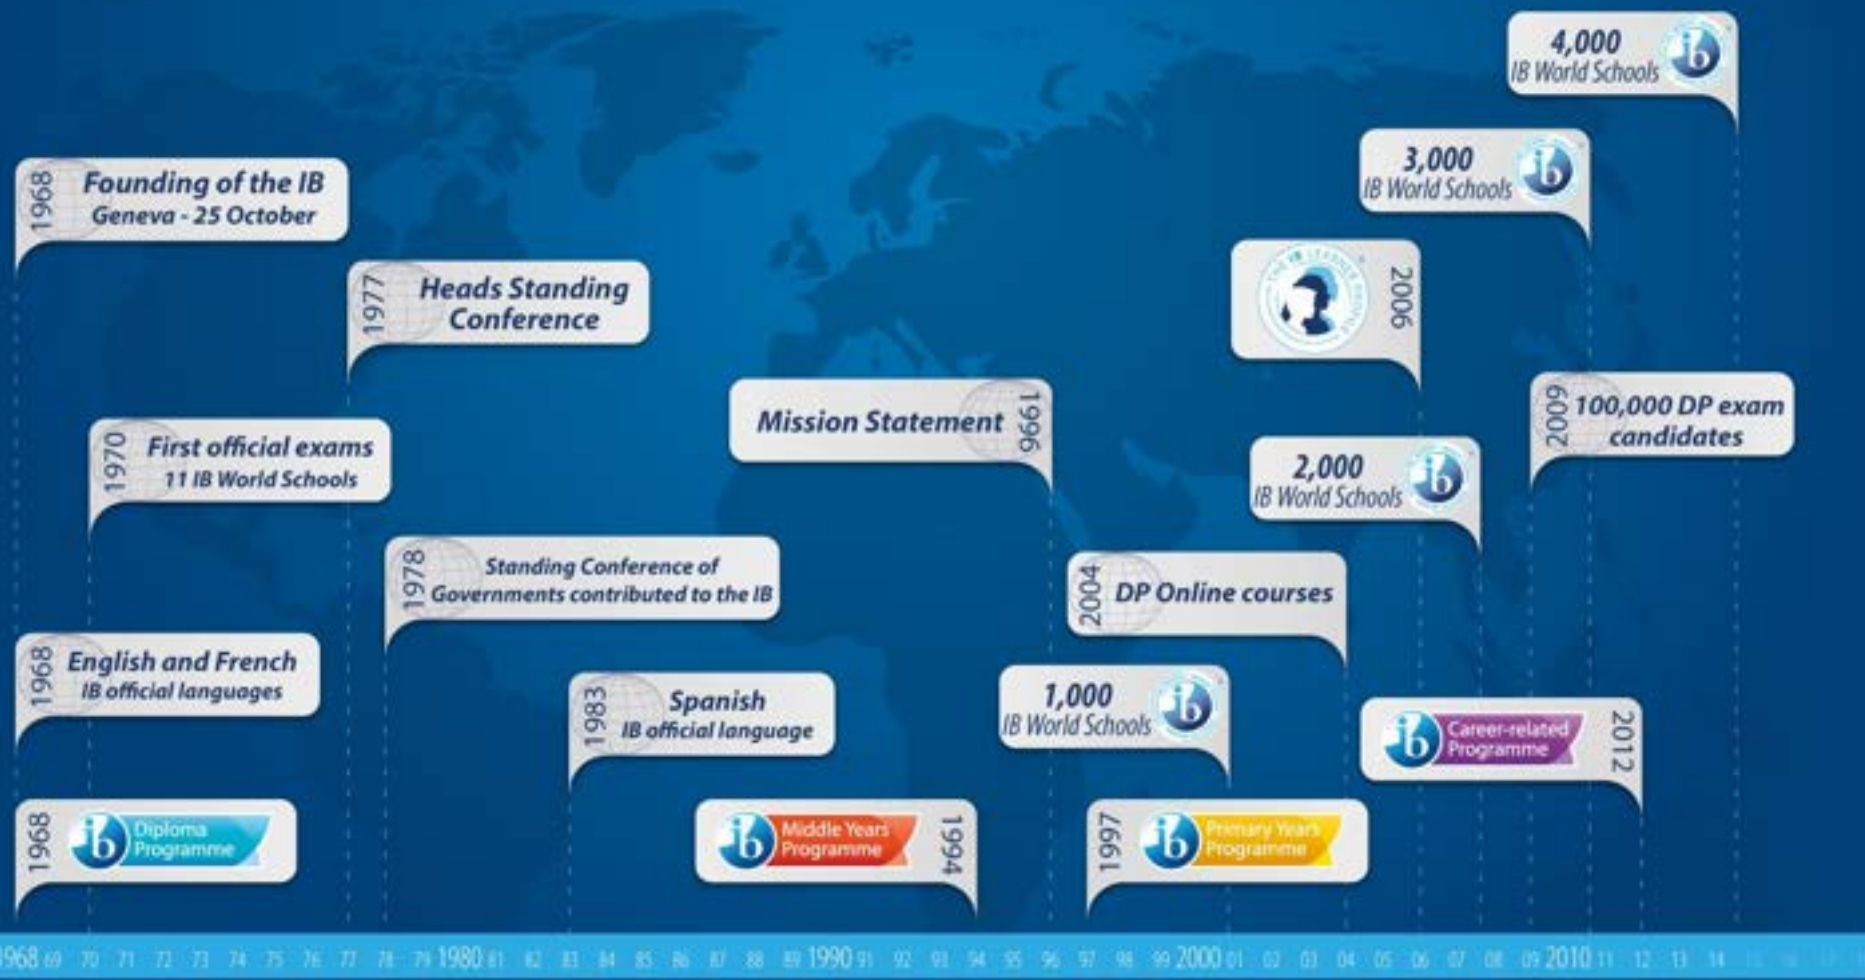 4,000
IB World Schools
3,000
IB World Schools
1968
Founding of the IB
Geneva - 25 October
THE IB LEARNER PROFILE
2006
1977
Heads Standing
Conference
Mission Statement
1996
2009
100,000 DP exam
candidates
1970
First official exams
11 IB World Schools
2,000
IB World Schools
1978
Standing Conference of
Governments contributed to the IB
2004
DP Online courses
1968
English and French
IB official languages
1983
Spanish
IB official language
1,000
IB World Schools
Career-related
Programme
2012
1968
Diploma
Programme
Middle Years
Programme
1994
1997
Primary Years
Programme
1968 69 70 71 72 73 74 75 76 77 78 79 1980 81 82 83 84 85 86 87 88 89 1990 91 92 93 94 95 96 97 98 99 2000 01 02 03 04 05 06 07 08 09 2010 11 12 13 14